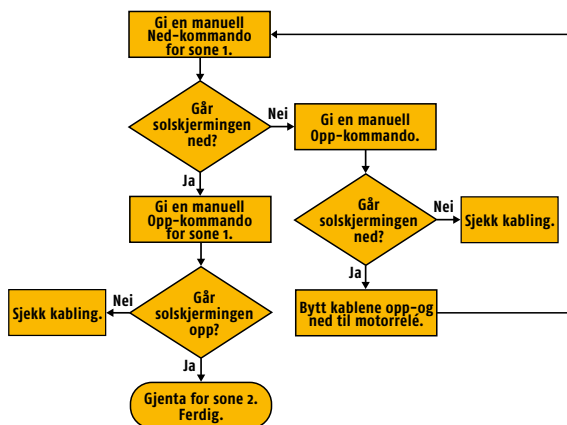 Gi en manuell
Ned-kommando
for sone 1.
Går
solskjermingen
ned?
Nei
Gi en manuell
Opp-kommando.
Ja
Gi en manuell
Opp-kommando
for sone 1.
Går
solskjermingen
ned?
Nei
Sjekk kabling.
Ja
Bytt kablene opp-og
ned til motorrelé.
Går
solskjermingen
opp?
Nei
Sjekk kabling.
Ja
Gjenta for sone 2.
Ferdig.